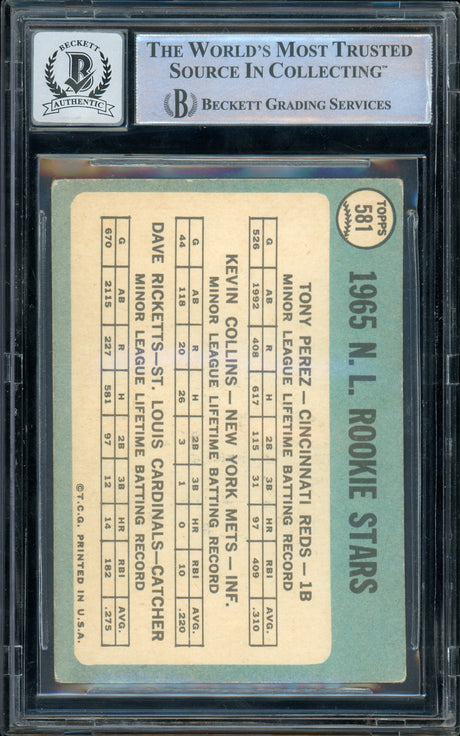 BECKETT
B
AUTHENTIC
THE WORLD'S MOST TRUSTED
SOURCE IN COLLECTING™
B BECKETT GRADING SERVICES
TOPPS
581
1965 N. L. ROOKIE STARS
TONY PEREZ—CINCINNATI REDS—1B
MINOR LEAGUE LIFETIME BATTING RECORD
G AB R H 2B 3B HR RBI AVG.
526 1992 408 617 115 31 97 409 .310
KEVIN COLLINS—NEW YORK METS—INF.
MINOR LEAGUE LIFETIME BATTING RECORD
G AB R H 2B 3B HR RBI AVG.
44 118 20 26 3 1 0 10 .220
DAVE RICKETTS—ST. LOUIS CARDINALS—CATCHER
MINOR LEAGUE LIFETIME BATTING RECORD
G AB R H 2B 3B HR RBI AVG.
670 2115 227 581 97 12 14 182 .275
©T.C.G. PRINTED IN U.S.A.